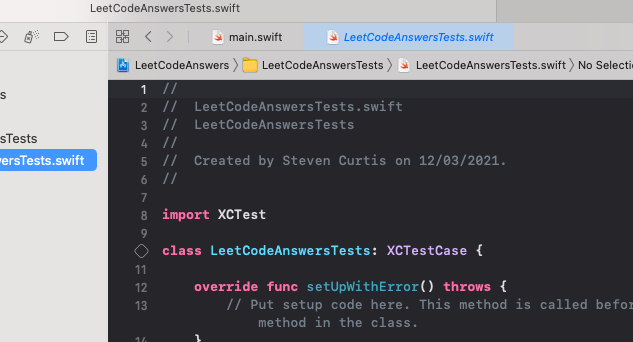 LeetCodeAnswersTests.swift
main.swift
LeetCodeAnswersTests.swift
LeetCodeAnswers
LeetCodeAnswersTests
LeetCodeAnswersTests.swift
No Selecti
s
sTests
wersTests.swift
1 //
2 // LeetCodeAnswersTests.swift
3 // LeetCodeAnswersTests
4 //
5 // Created by Steven Curtis on 12/03/2021.
6 //
7
8 import XCTest
9
class LeetCodeAnswersTests: XCTestCase {
11
12 override func setUpWithError() throws {
13 // Put setup code here. This method is called befor
method in the class.
14 }